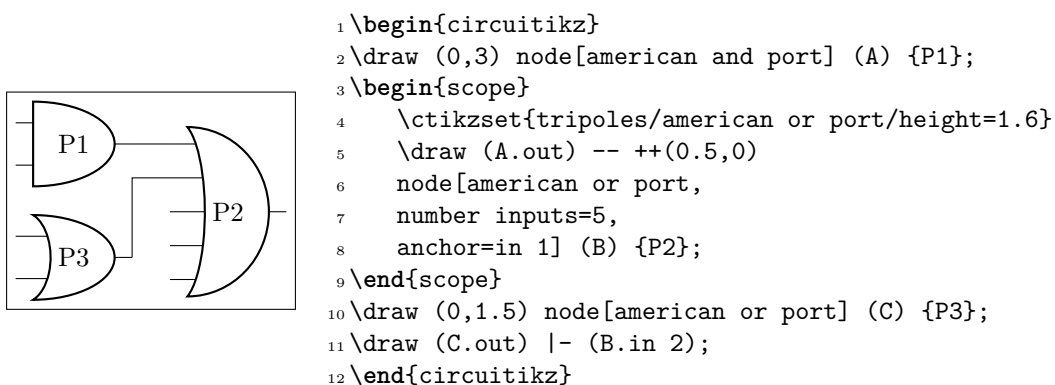 P1
P2
P3
1 \begin{circuitikz}
2 \draw (0,3) node[american and port] (A) {P1};
3 \begin{scope}
4     \ctikzset{tripoles/american or port/height=1.6}
5     \draw (A.out) -- ++(0.5,0)
6     node[american or port,
7     number inputs=5,
8     anchor=in 1] (B) {P2};
9 \end{scope}
10 \draw (0,1.5) node[american or port] (C) {P3};
11 \draw (C.out) |- (B.in 2);
12 \end{circuitikz}